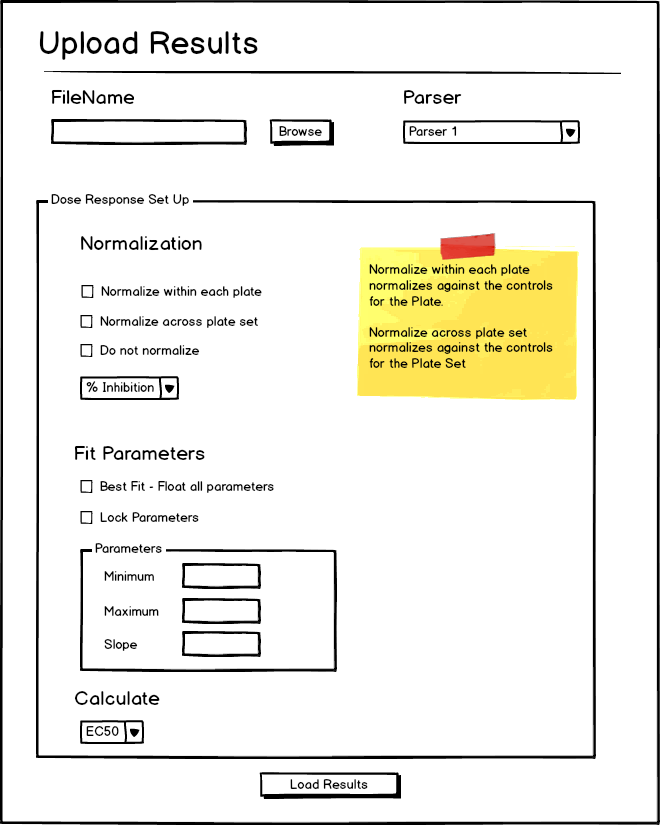 Upload Results
FileName
Parser
Browse
Parser 1
Dose Response Set Up
Normalization
Normalize within each plate
Normalize across plate set
Do not normalize
% Inhibition
Normalize within each plate
normalizes against the controls
for the Plate.
Normalize across plate set
normalizes against the controls
for the Plate Set
Fit Parameters
Best Fit - Float all parameters
Lock Parameters
Parameters
Minimum
Maximum
Slope
Calculate
EC50
Load Results